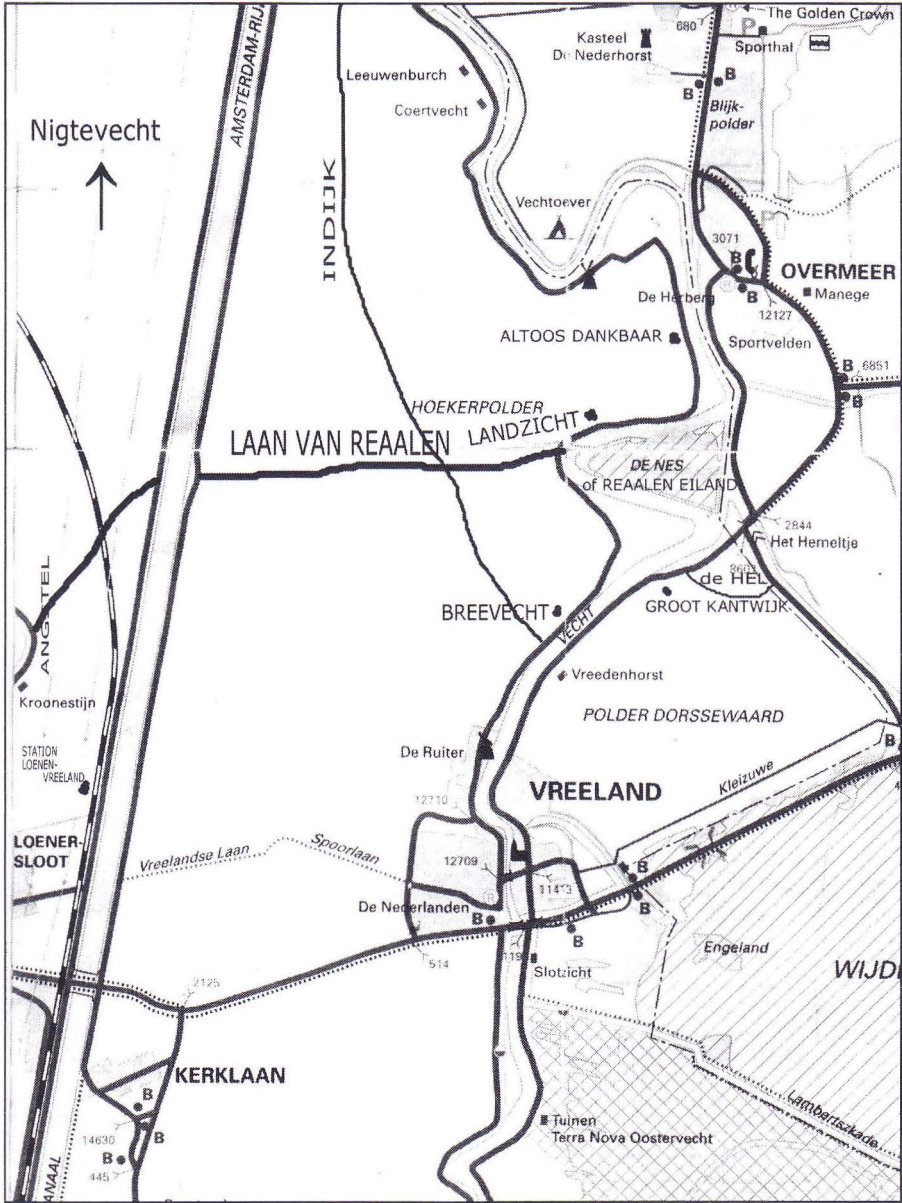 680
The Golden Crown
P
Kasteel
De Nederhorst
Sporthal
Leeuwenburch
Coertvecht
B
B
Blijk-
polder
AMSTERDAM-RIJ
Nigtevecht
INDIJK
Vechtoever
P
3071
B
OVERMEER
De Herberg
B
Manege
12127
ALTOOS DANKBAAR
Sportvelden
B
6851
B
HOEKERPOLDER
LANDZICHT
LAAN VAN REAALEN
DE NES
of REAALEN EILAND
2844
Het Hemeltje
de HEL
GROOT KANTWIJK
BREEVECHT
VECHT
ANGSTEL
Kroonestijn
Vreedenhorst
POLDER DORSSEWAARD
STATION
LOENEN-
VREELAND
De Ruiter
B
Kleizuwe
VREELAND
12710
LOENER-
SLOOT
Vreelandse Laan
Spoorlaan
12709
B
De Nederlanden
B
B
B
514
Slotzicht
Engeland
WIJD
2125
KERKLAAN
B
B
14630
B
445
Tuinen
Terra Nova Oostervecht
Lambertszkade
ANAAL